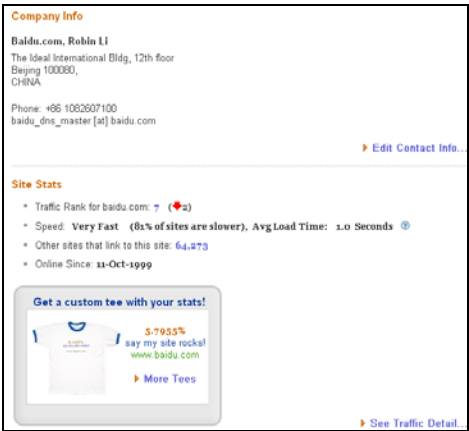 Company Info
Baidu.com, Robin Li
The Ideal International Bldg, 12th floor
Beijing 100080,
CHINA
Phone: +86 1082607100
baidu_dns_master [at] baidu.com
Edit Contact Info...
Site Stats
Traffic Rank for baidu.com: 7 (2)
Speed: Very Fast (81% of sites are slower), Avg Load Time: 1.0 Seconds
Other sites that link to this site: 64,273
Online Since: 11-Oct-1999
Get a custom tee with your stats!
5.7955%
say my site rocks!
www.baidu.com
More Tees
See Traffic Detail...